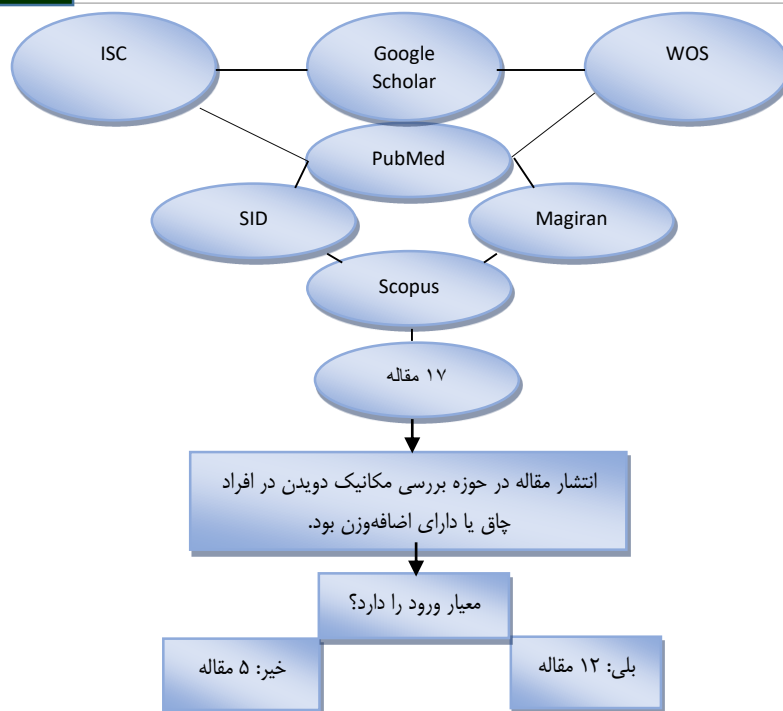 ISC
Google
Scholar
WOS
PubMed
SID
Magiran
Scopus
۱۷ مقاله
انتشار مقاله در حوزه بررسی مکانیک دویدن در افراد
چاق یا دارای اضافه‌وزن بود.
معیار ورود را دارد؟
بلی: ۱۲ مقاله
خیر: ۵ مقاله